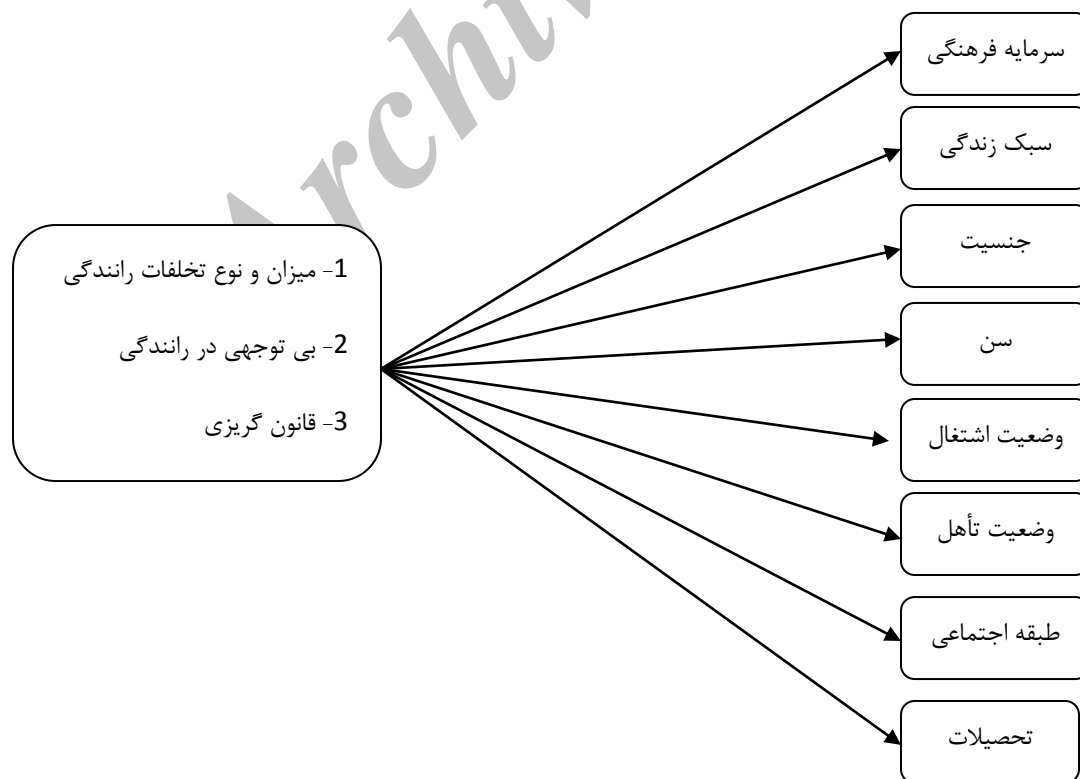 سرمایه فرهنگی
سبک زندگی
جنسیت
سن
وضعیت اشتغال
وضعیت تأهل
طبقه اجتماعی
تحصیلات
1- میزان و نوع تخلفات رانندگی
2- بی توجهی در رانندگی
3- قانون گریزی